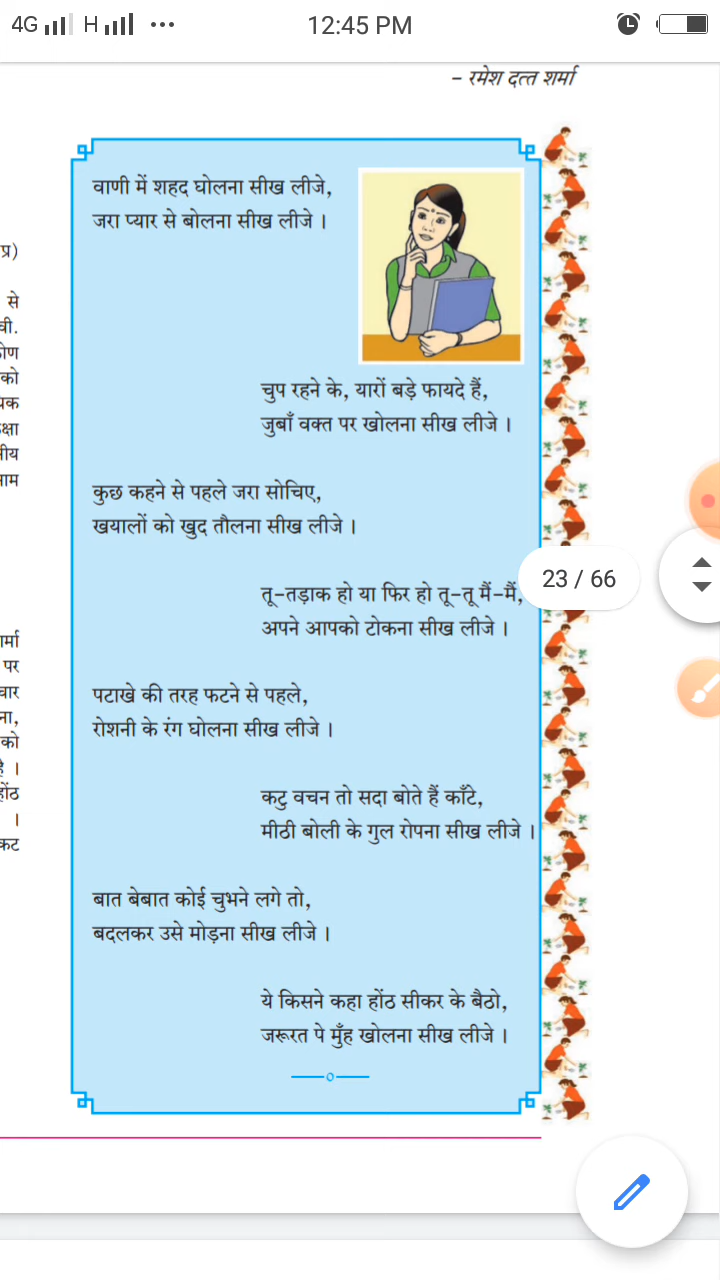 4G H
12:45 PM
– रमेश दत्त शर्मा
वाणी में शहद घोलना सीख लीजे,
जरा प्यार से बोलना सीख लीजे ।
चुप रहने के, यारों बड़े फायदे हैं,
जुबाँ वक्त पर खोलना सीख लीजे ।
कुछ कहने से पहले जरा सोचिए,
खयालों को खुद तौलना सीख लीजे ।
तू-तड़ाक हो या फिर हो तू-तू मैं-मैं,
अपने आपको टोकना सीख लीजे ।
पटाखे की तरह फटने से पहले,
रोशनी के रंग घोलना सीख लीजे ।
कटु वचन तो सदा बोते हैं काँटे,
मीठी बोली के गुल रोपना सीख लीजे ।
बात बेबात कोई चुभने लगे तो,
बदलकर उसे मोड़ना सीख लीजे ।
ये किसने कहा होंठ सीकर के बैठो,
जरूरत पे मुँह खोलना सीख लीजे ।
23 / 66
प्र)
से
वी.
को
पर
ना,
को
है ।
होंठ
।